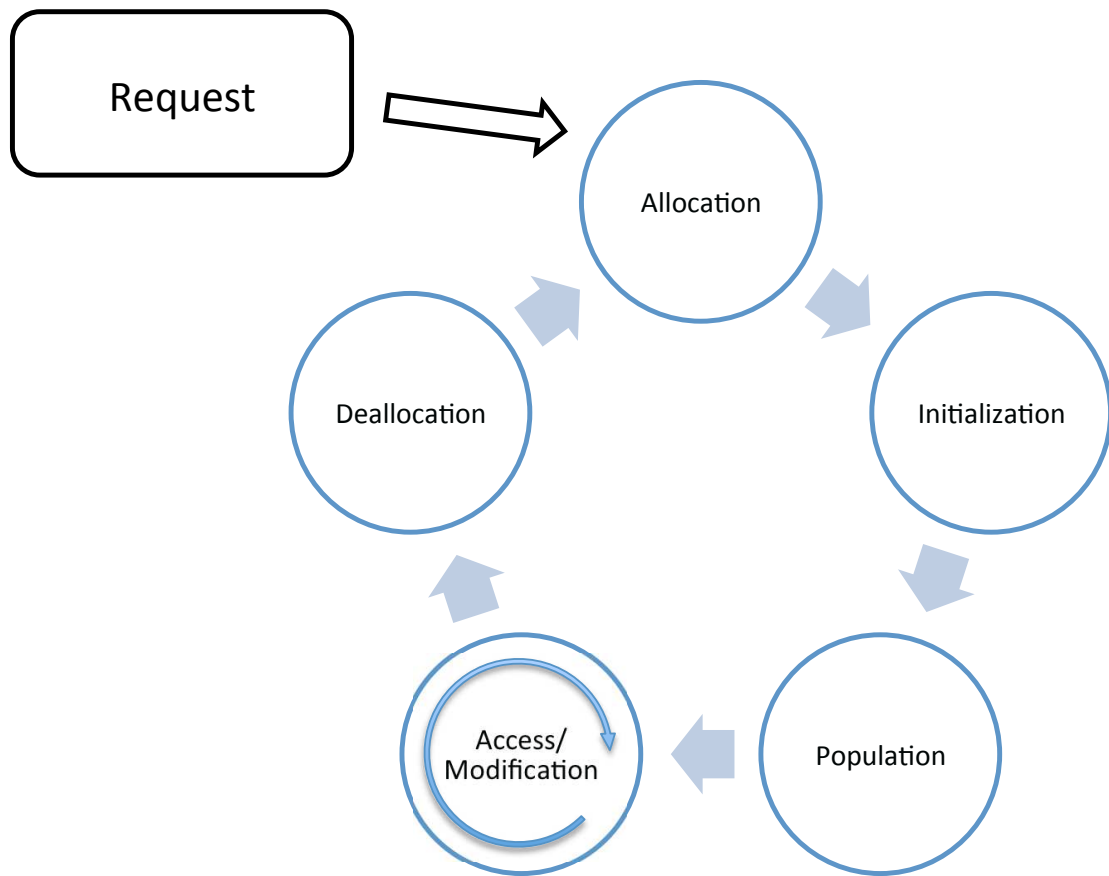 Request
Allocation
Initialization
Population
Access/
Modification
Deallocation